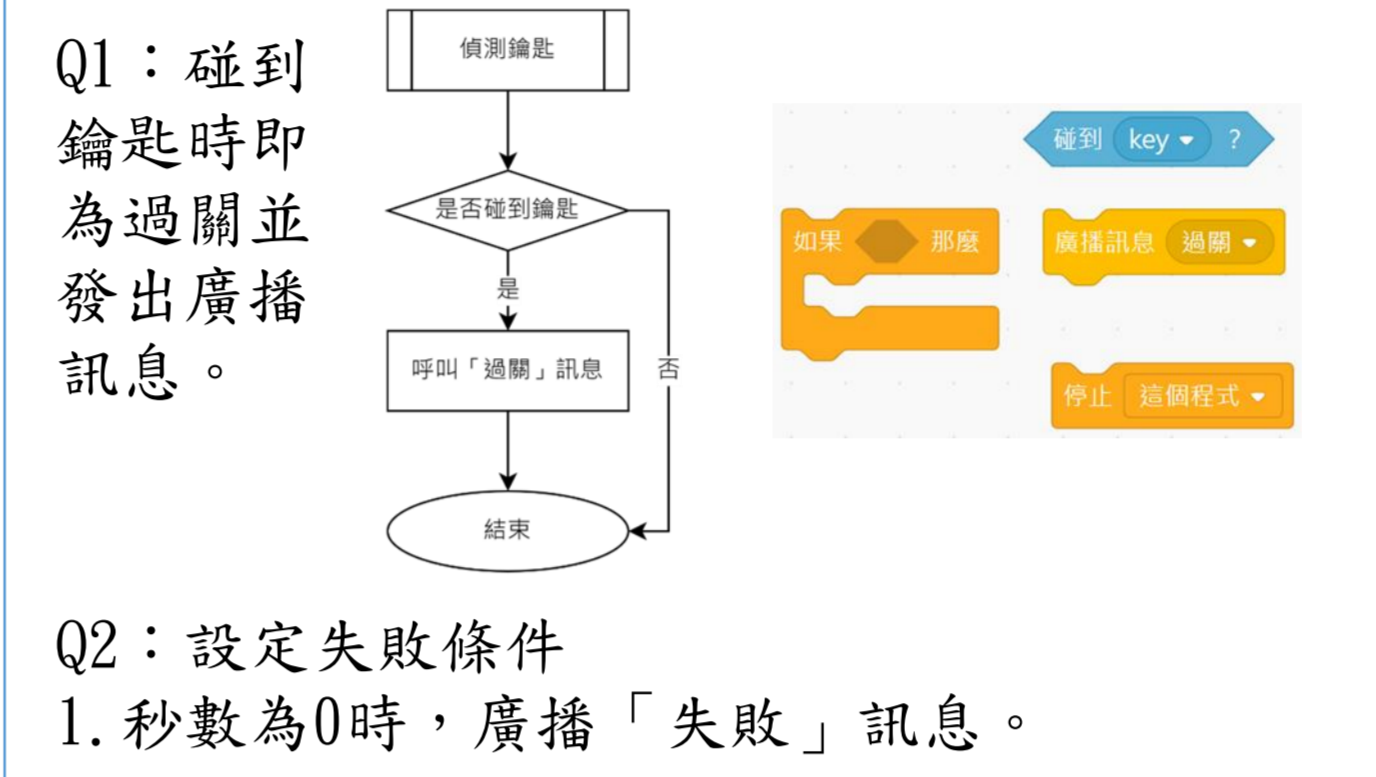 Q1：碰到
鑰匙時即
為過關並
發出廣播
訊息。
偵測鑰匙
是否碰到鑰匙
是
呼叫「過關」訊息
否
結束
碰到 key ?
如果 那麼
廣播訊息 過關
停止 這個程式
Q2：設定失敗條件
1.秒數為0時，廣播「失敗」訊息。